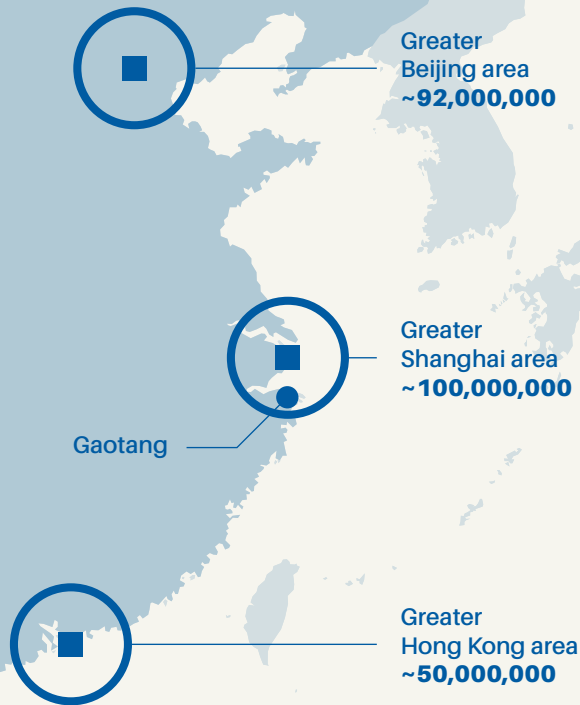 Greater
Beijing area
~92,000,000
Greater
Shanghai area
~100,000,000
Gaotang
Greater
Hong Kong area
~50,000,000